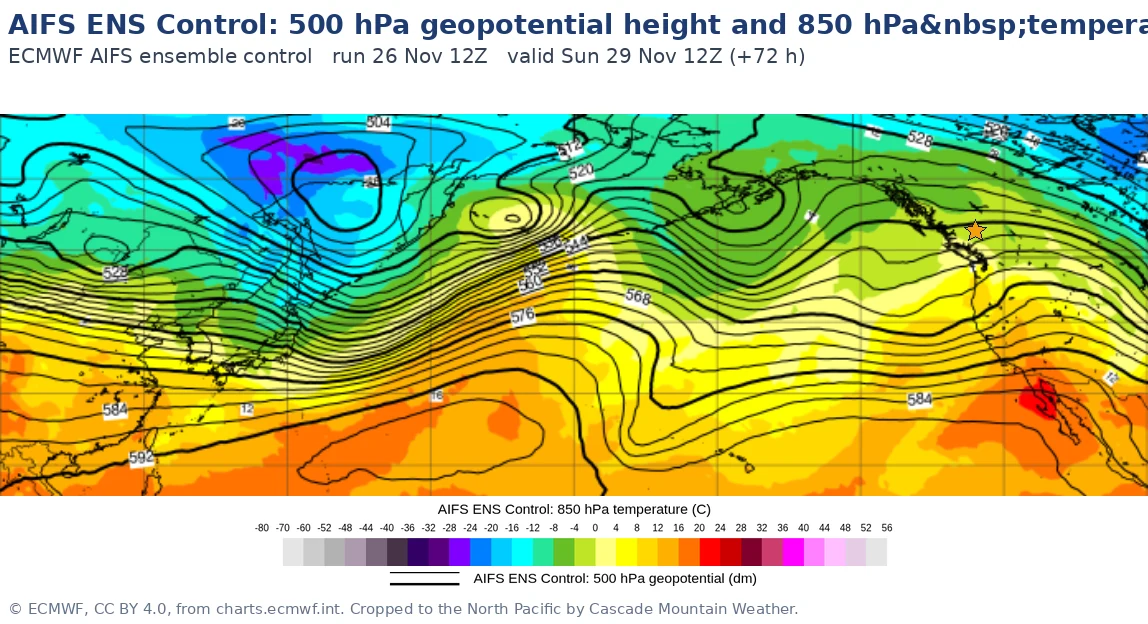 AIFS ENS Control: 500 hPa geopotential height and 850 hPa&nbsp;tempera
ECMWF AIFS ensemble control run 26 Nov 12Z valid Sun 29 Nov 12Z (+72 h)
504
528
512
520
528
544
560
568
576
584
584
592
12
16
12
AIFS ENS Control: 850 hPa temperature (C)
-80 -70 -60 -52 -48 -44 -40 -36 -32 -28 -24 -20 -16 -12 -8 -4 0 4 8 12 16 20 24 28 32 36 40 44 48 52 56
AIFS ENS Control: 500 hPa geopotential (dm)
© ECMWF, CC BY 4.0, from charts.ecmwf.int. Cropped to the North Pacific by Cascade Mountain Weather.